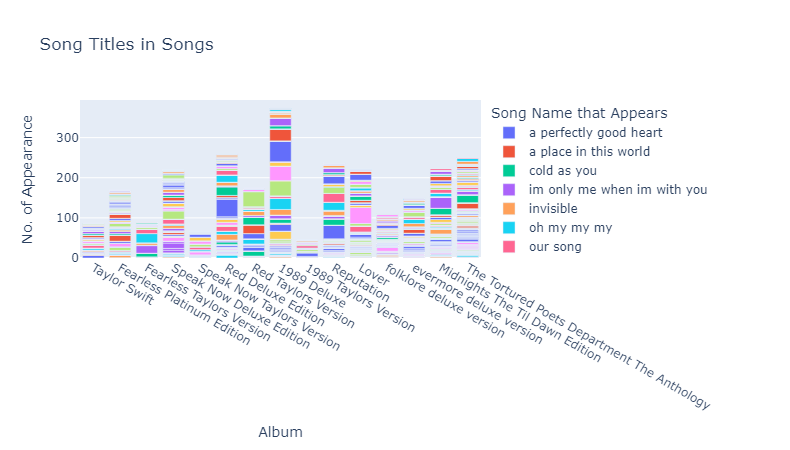 Song Titles in Songs
Song Name that Appears
a perfectly good heart
a place in this world
cold as you
im only me when im with you
invisible
oh my my my
our song
No. of Appearance
300
200
100
0
Taylor Swift
Fearless Platinum Edition
Fearless Taylors Version
Speak Now Deluxe Edition
Speak Now Taylors Version
Red Deluxe Edition
Red Taylors Version
1989 Deluxe
1989 Taylors Version
Reputation
Lover
folklore deluxe version
evermore deluxe version
Midnights The Til Dawn Edition
The Tortured Poets Department The Anthology
Album